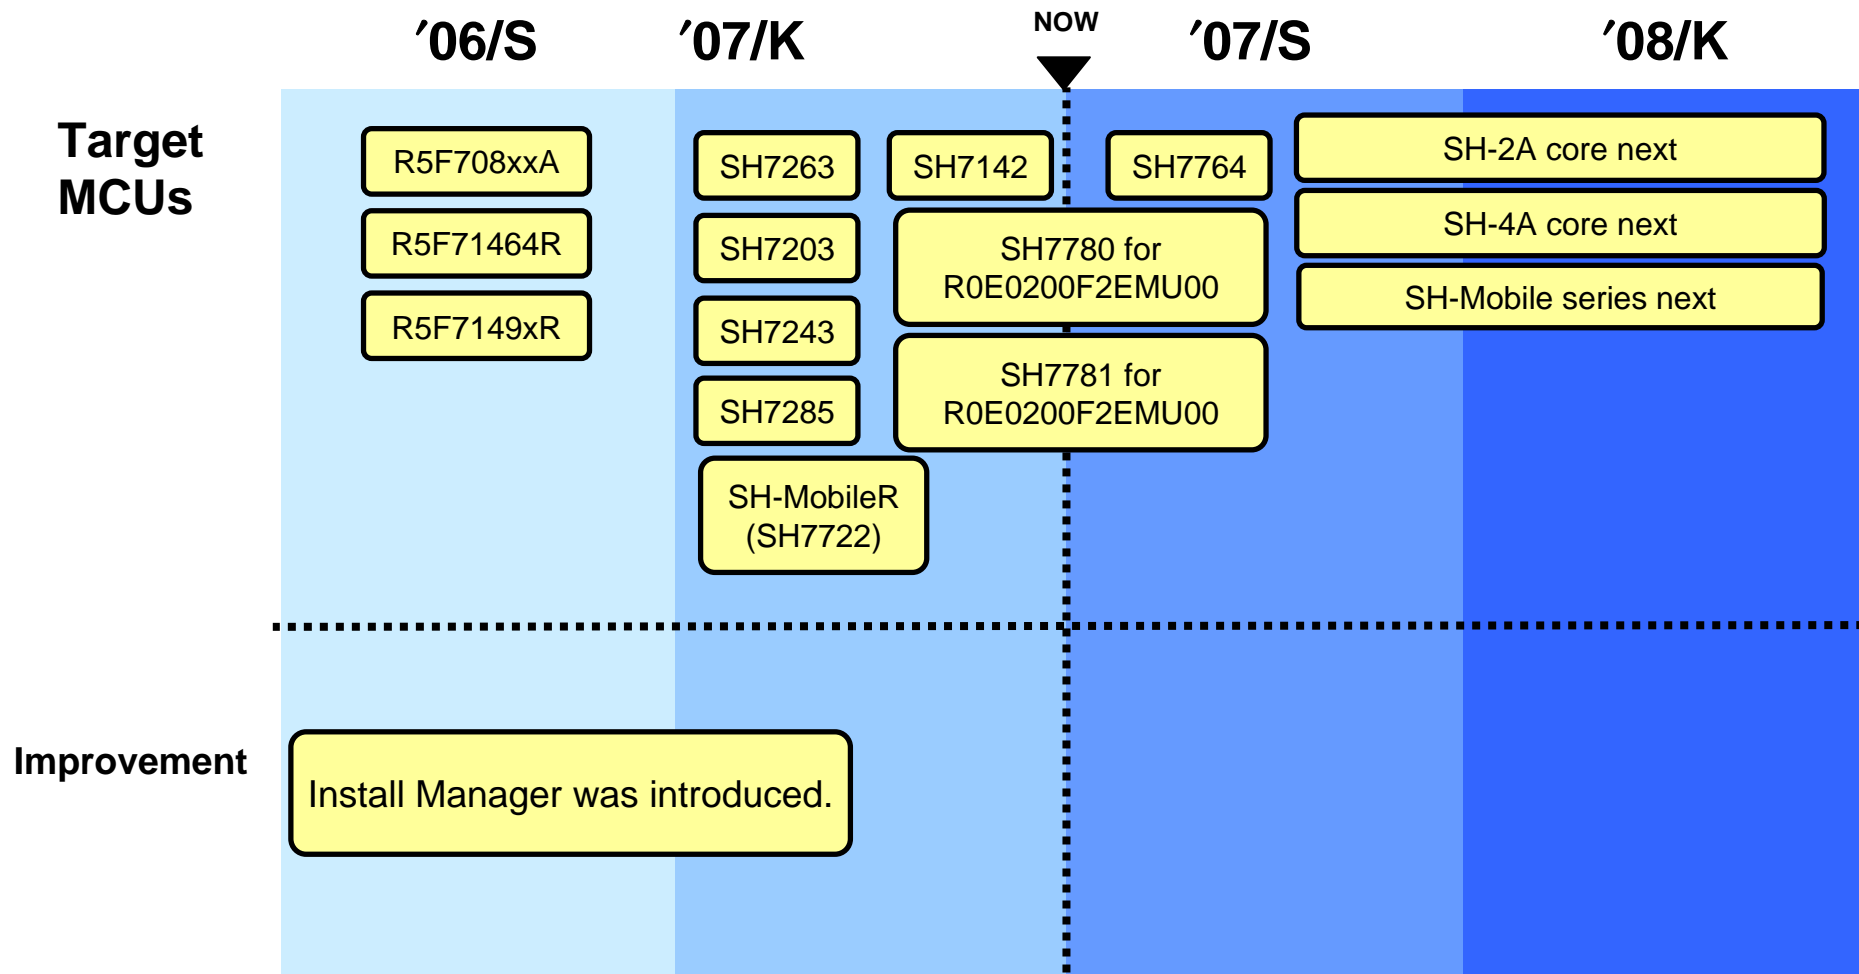 ′06/S
′07/K
NOW
′07/S
′08/K
Target
MCUs
R5F708xxA
R5F71464R
R5F7149xR
SH7263
SH7203
SH7243
SH7285
SH-MobileR
(SH7722)
SH7142
SH7764
SH7780 for
R0E0200F2EMU00
SH7781 for
R0E0200F2EMU00
SH-2A core next
SH-4A core next
SH-Mobile series next
Improvement
Install Manager was introduced.